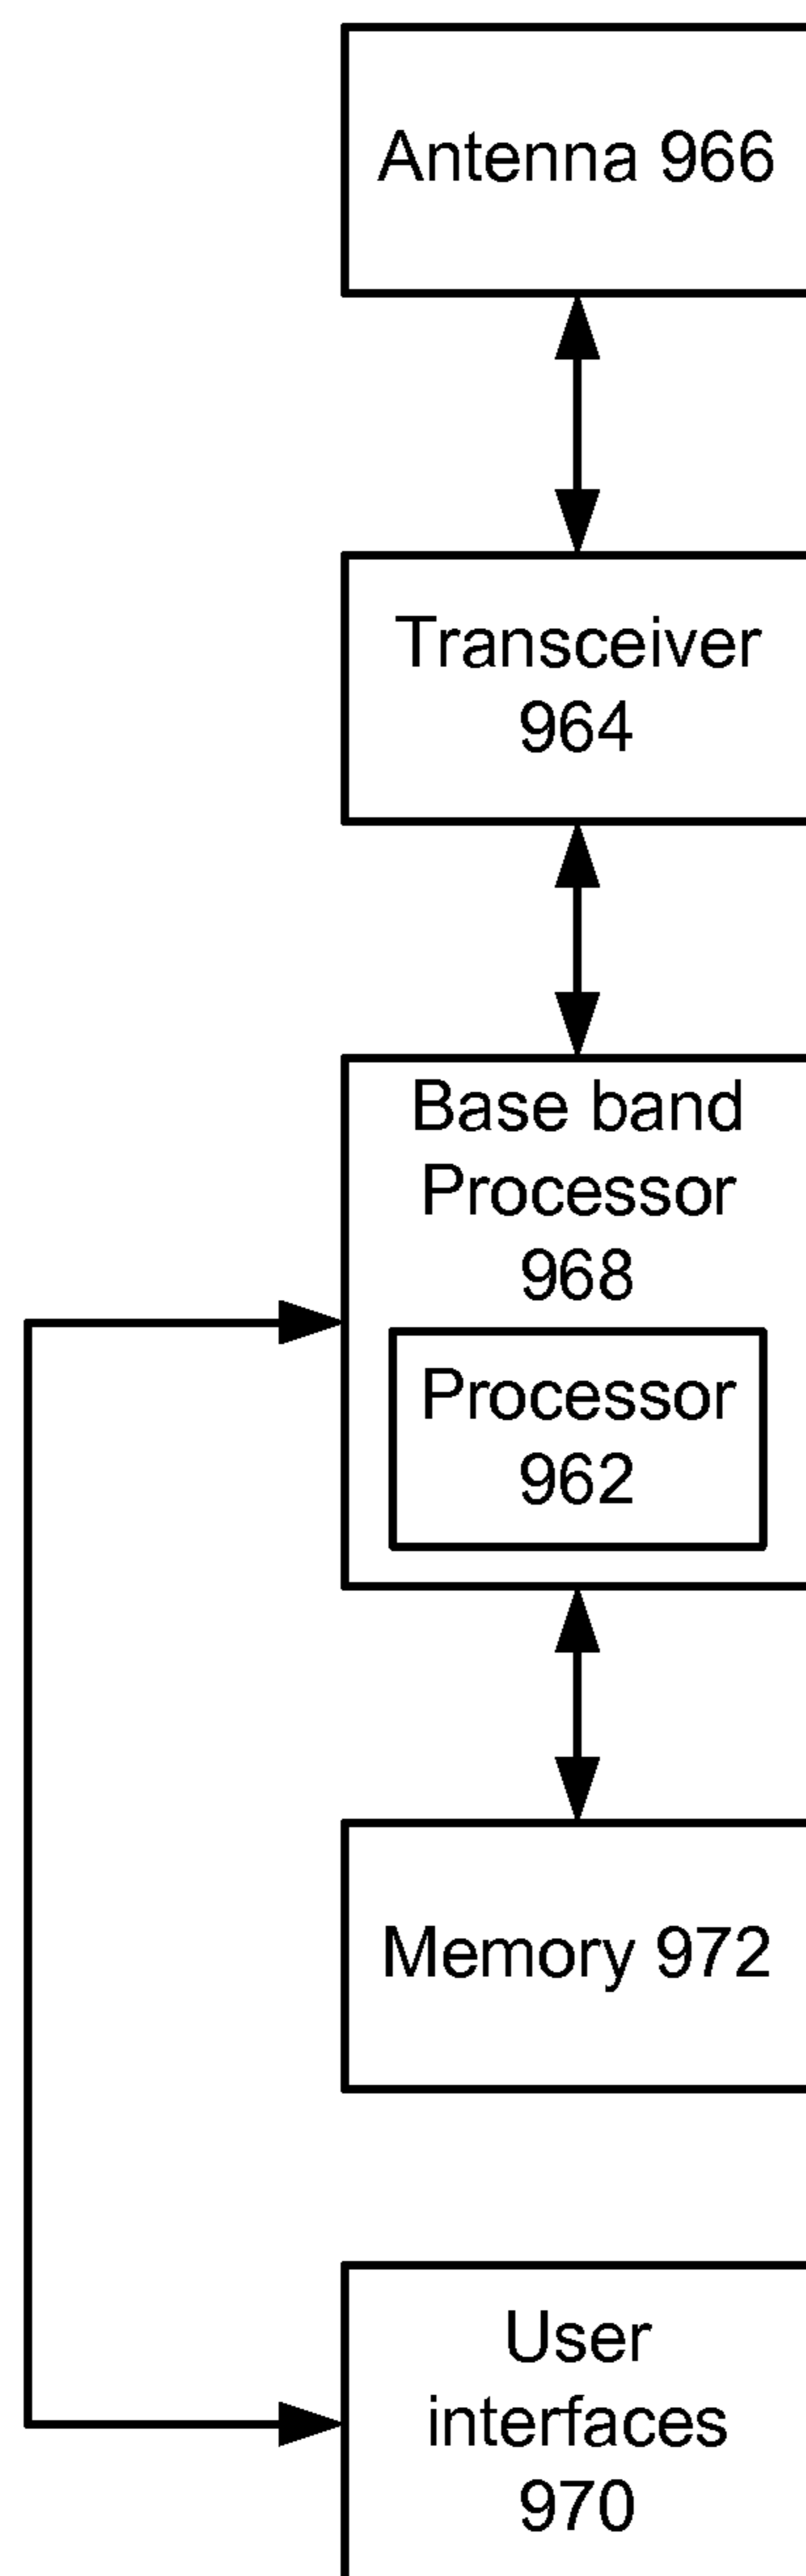 Antenna 966
Transceiver
964
Base band
Processor
968
Processor
962
Memory 972
User
interfaces
970